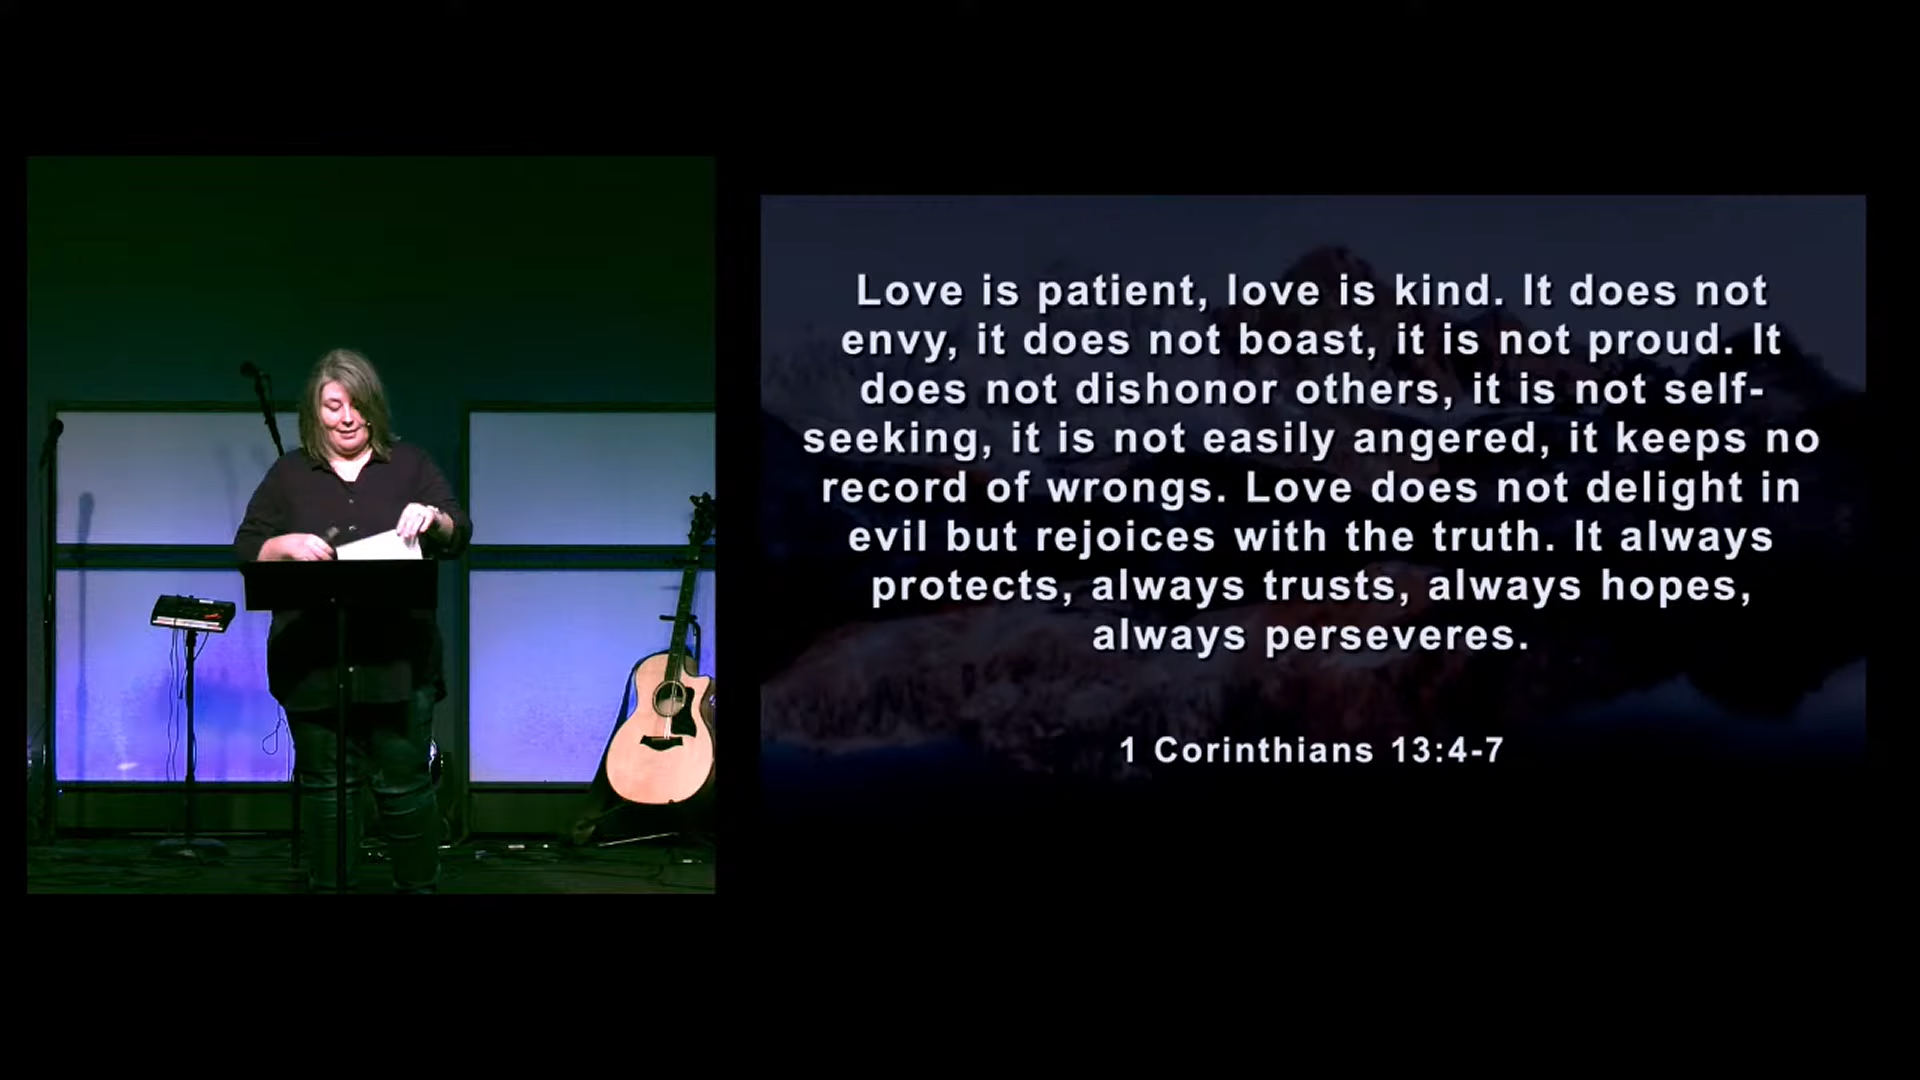 Love is patient, love is kind. It does not
envy, it does not boast, it is not proud. It
does not dishonor others, it is not self-
seeking, it is not easily angered, it keeps no
record of wrongs. Love does not delight in
evil but rejoices with the truth. It always
protects, always trusts, always hopes,
always perseveres.
1 Corinthians 13:4-7